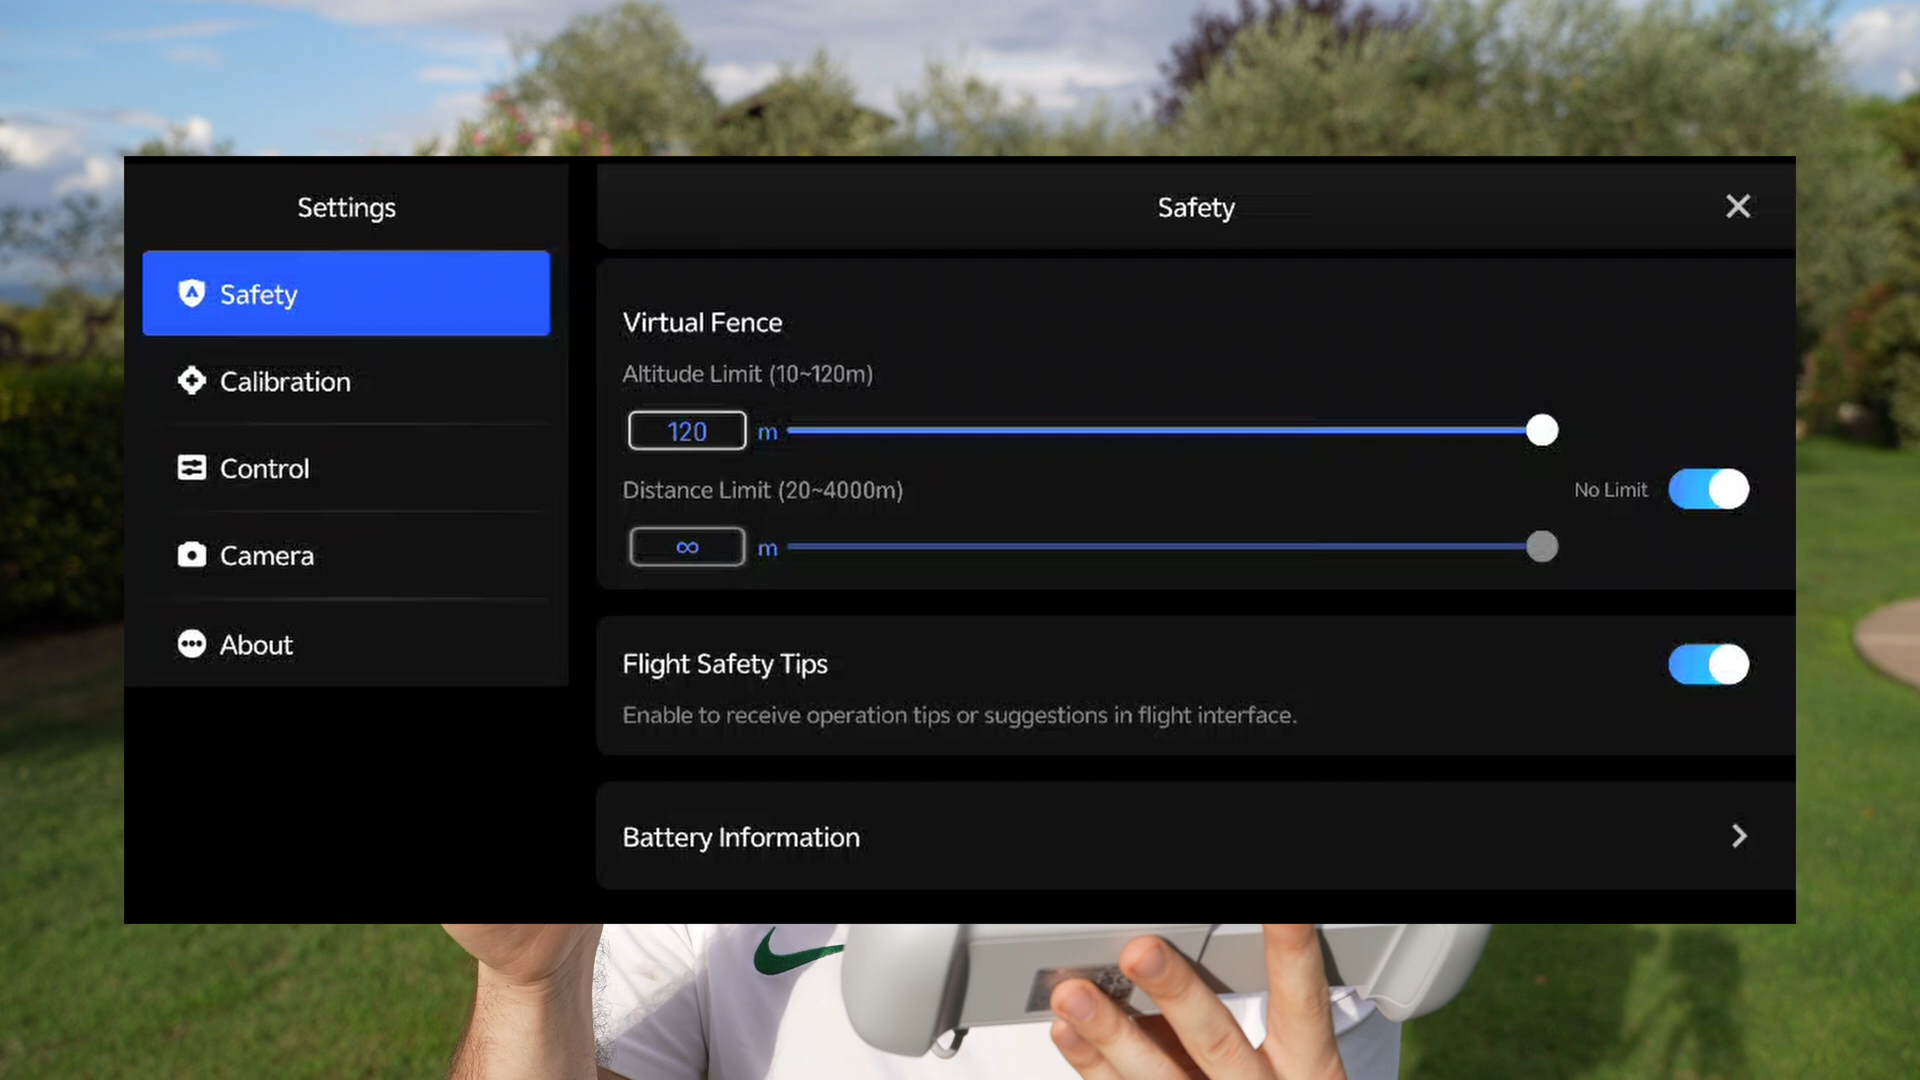 Settings
Safety
Calibration
Control
Camera
About
Safety
Virtual Fence
Altitude Limit (10~120m)
120 m
Distance Limit (20~4000m)
No Limit
∞ m
Flight Safety Tips
Enable to receive operation tips or suggestions in flight interface.
Battery Information